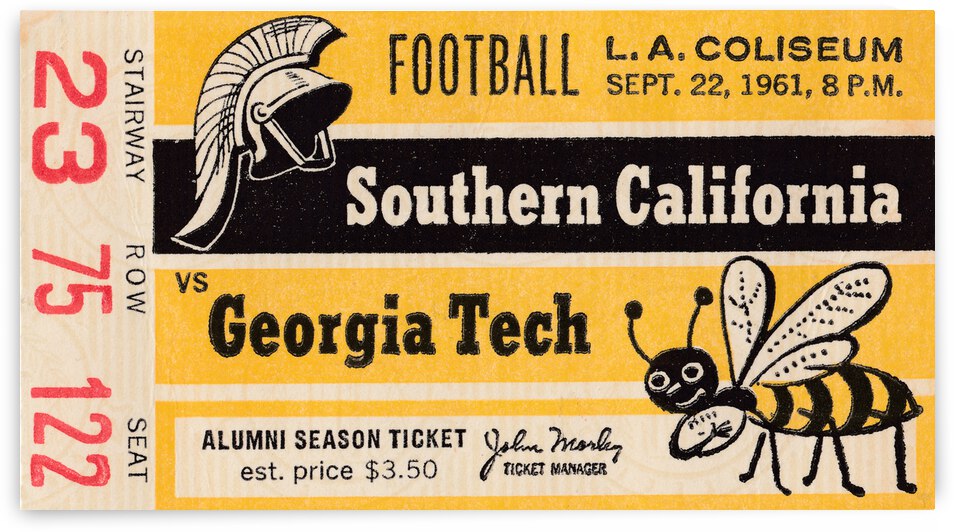 STAIRWAY
23
ROW
75
SEAT
122
FOOTBALL
L.A. COLISEUM
SEPT. 22, 1961, 8 P.M.
Southern California
VS
Georgia Tech
ALUMNI SEASON TICKET
est. price $3.50
John Morley
TICKET MANAGER